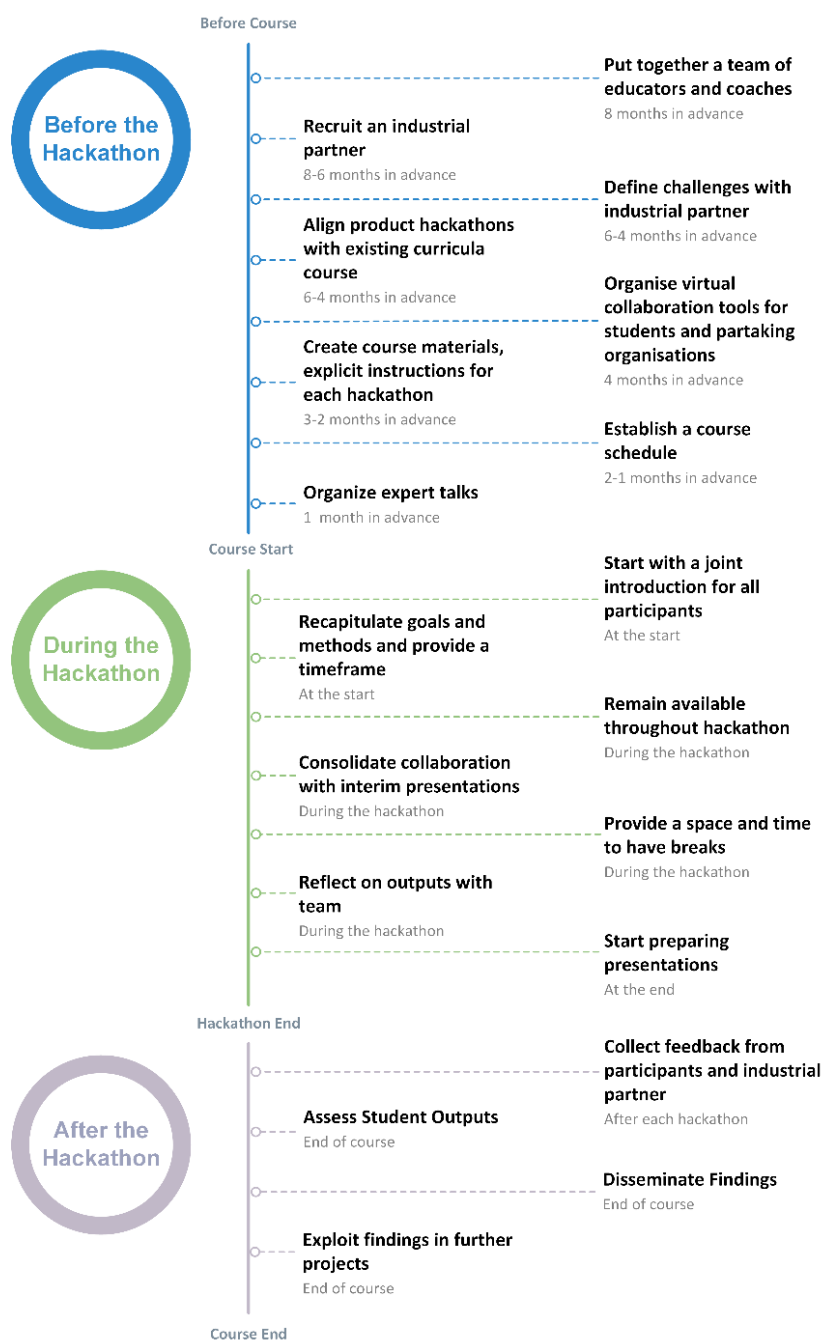 Before Course
Before the
Hackathon
Put together a team of
educators and coaches
8 months in advance
Recruit an industrial
partner
8-6 months in advance
Define challenges with
industrial partner
6-4 months in advance
Align product hackathons
with existing curricula
course
6-4 months in advance
Organise virtual
collaboration tools for
students and partaking
organisations
4 months in advance
Create course materials,
explicit instructions for
each hackathon
3-2 months in advance
Establish a course
schedule
2-1 months in advance
Organize expert talks
1 month in advance
Course Start
During the
Hackathon
Start with a joint
introduction for all
participants
At the start
Recapitulate goals and
methods and provide a
timeframe
At the start
Remain available
throughout hackathon
During the hackathon
Consolidate collaboration
with interim presentations
During the hackathon
Provide a space and time
to have breaks
During the hackathon
Reflect on outputs with
team
During the hackathon
Start preparing
presentations
At the end
Hackathon End
After the
Hackathon
Collect feedback from
participants and industrial
partner
After each hackathon
Assess Student Outputs
End of course
Disseminate Findings
End of course
Exploit findings in further
projects
End of course
Course End